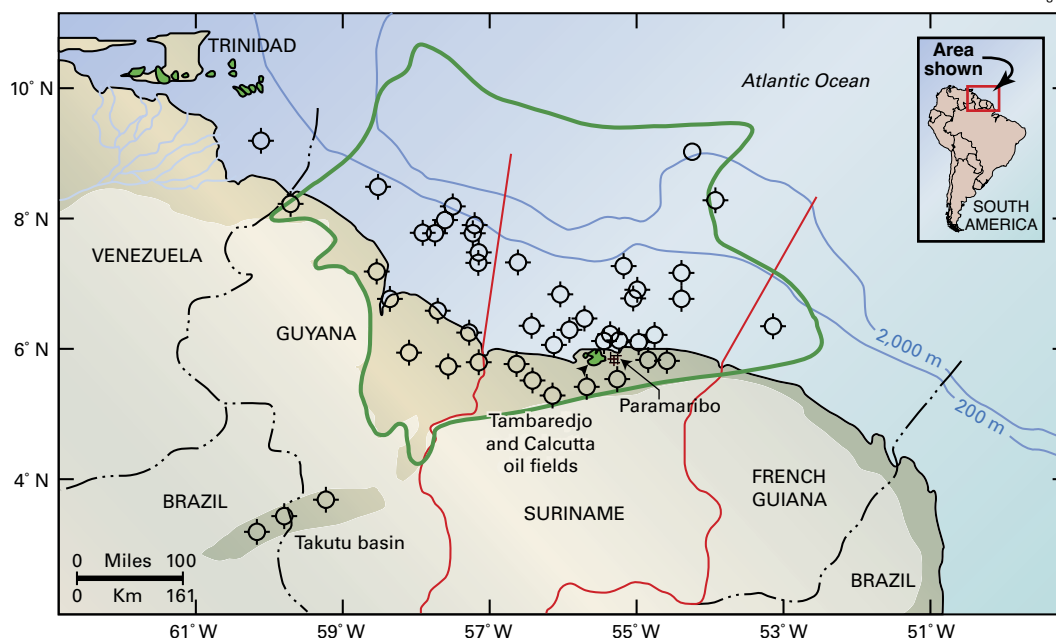 TRINIDAD
10° N
Atlantic Ocean
Area
shown
SOUTH
AMERICA
8° N
VENEZUELA
GUYANA
6° N
2,000 m
200 m
Paramaribo
Tambaredjo
and Calcutta
oil fields
4° N
BRAZIL
FRENCH
GUIANA
SURINAME
Takutu basin
0 Miles 100
0 Km 161
BRAZIL
61° W
59° W
57° W
55° W
53° W
51° W